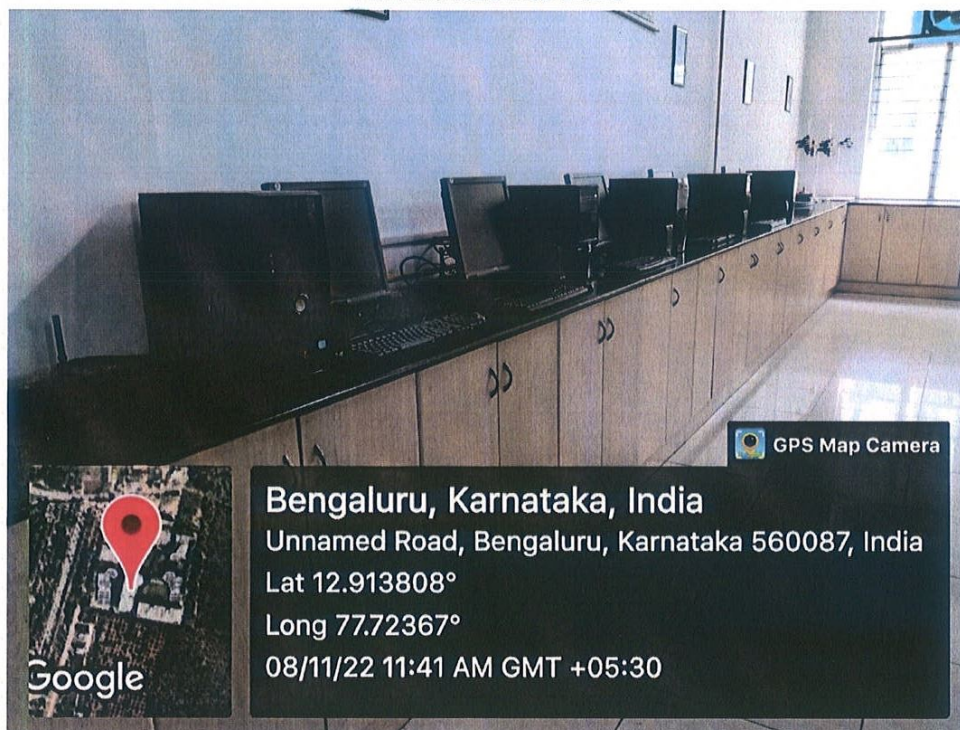 GPS Map Camera
Bengaluru, Karnataka, India
Unnamed Road, Bengaluru, Karnataka 560087, India
Lat 12.913808°
Long 77.72367°
08/11/22 11:41 AM GMT +05:30
Google